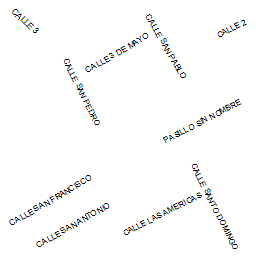 CALLE 3
CALLE SAN PABLO
CALLE 2
CALLE3 DE MAYO
CALLE SAN PEDRO
PASILLO SIN NOMBRE
CALLE SAN FRANCISCO
CALLE SAN ANTONIO
CALLE LAS AMERICAS
CALLE SANTO DOMINGO